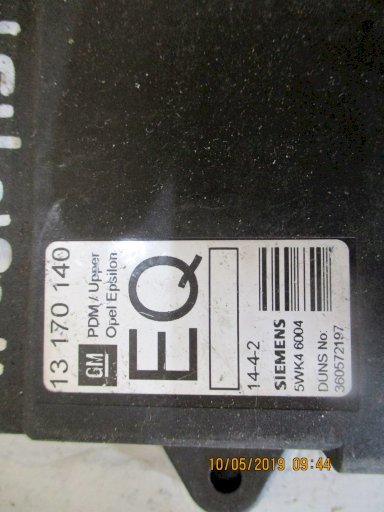 13 170 140
GM
PDM / Upper
Opel Epsilon
EQ
14-4-2
SIEMENS
5WK4 6004
DUNS No:
360572197
10/05/2019 09:44